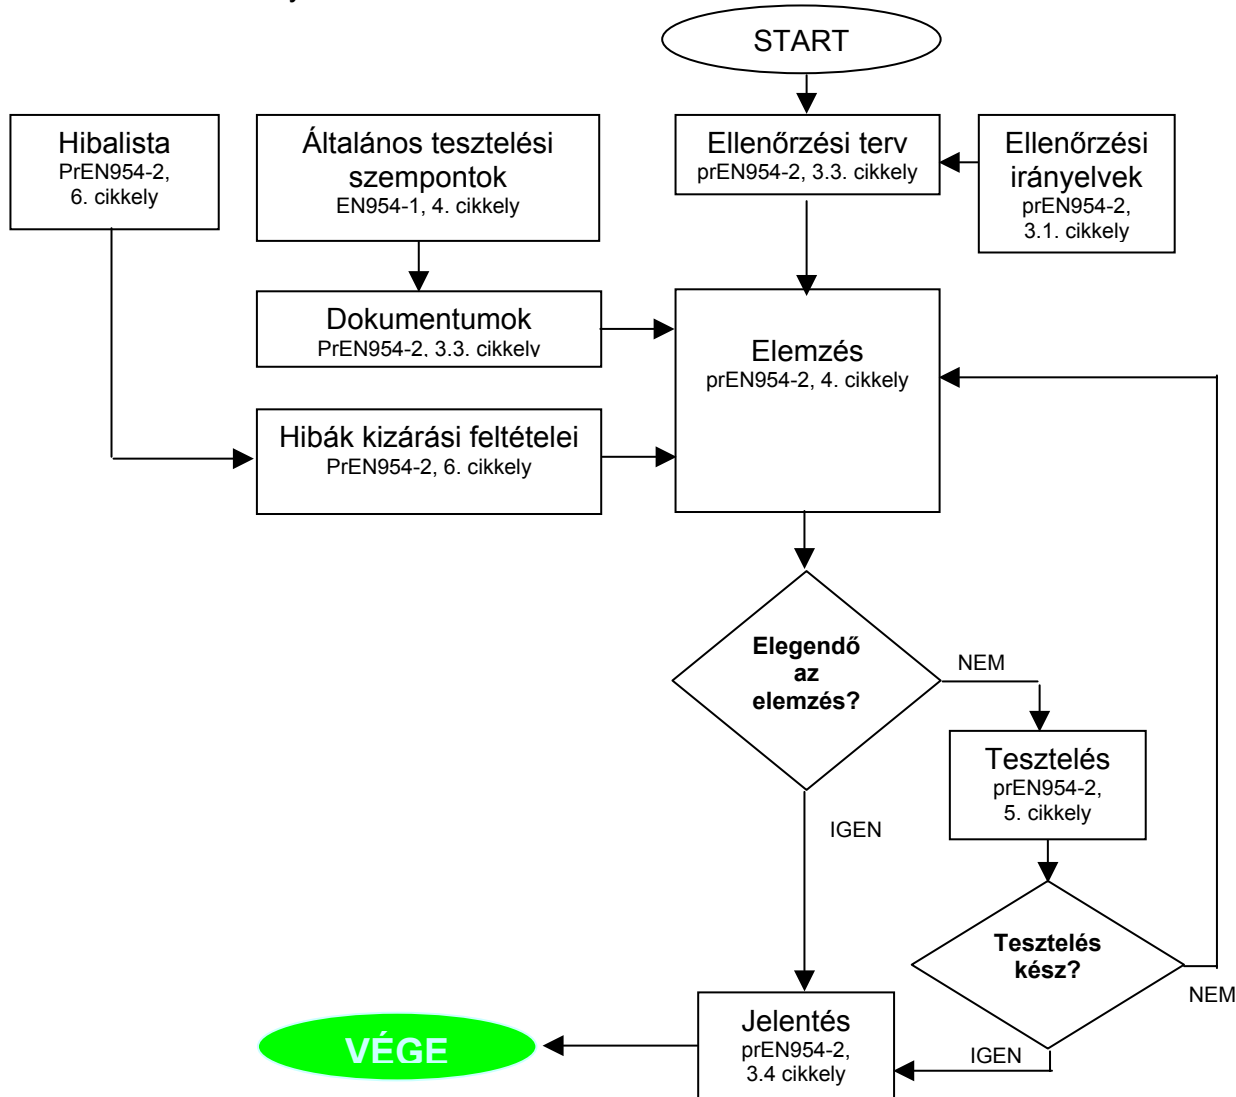 START
Hibalista
PrEN954-2,
6. cikkely
Általános tesztelési
szempontok
EN954-1, 4. cikkely
Ellenőrzési terv
prEN954-2, 3.3. cikkely
Ellenőrzési
irányelvek
prEN954-2,
3.1. cikkely
Dokumentumok
PrEN954-2, 3.3. cikkely
Elemzés
prEN954-2, 4. cikkely
Hibák kizárási feltételei
PrEN954-2, 6. cikkely
Elegendő
az
elemzés?
NEM
Tesztelés
prEN954-2,
5. cikkely
IGEN
Tesztelés
kész?
NEM
Jelentés
prEN954-2,
3.4 cikkely
IGEN
VÉGE